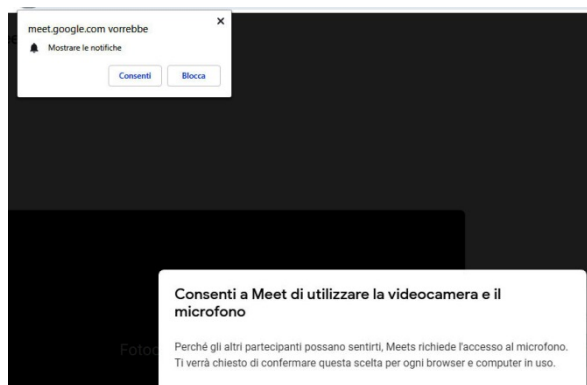 meet.google.com vorrebbe
Mostrare le notifiche
Consenti Blocca
Consenti a Meet di utilizzare la videocamera e il
microfono
Perché gli altri partecipanti possano sentirti, Meets richiede l'accesso al microfono.
Ti verrà chiesto di confermare questa scelta per ogni browser e computer in uso.